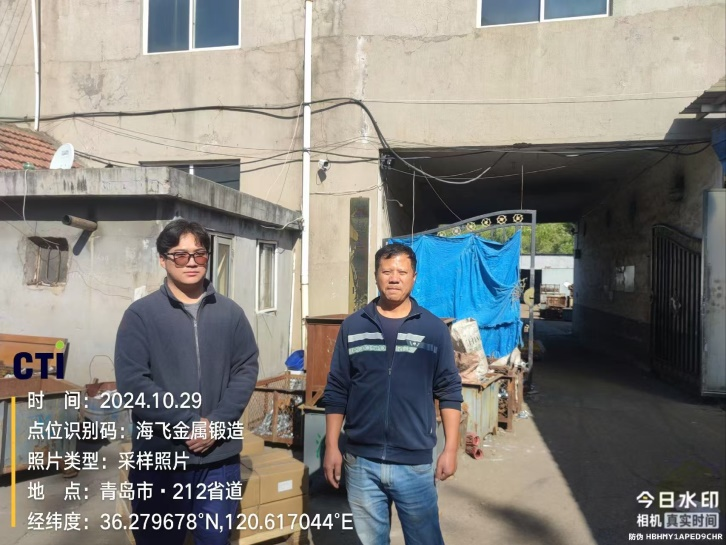 CTI
时 间：2024.10.29
点位识别码：海飞金属锻造
照片类型：采样照片
地 点：青岛市·212省道
经纬度：36.279678°N,120.617044°E
今日水印
相机 真实时间
防伪 HBHMY1APED9CHR